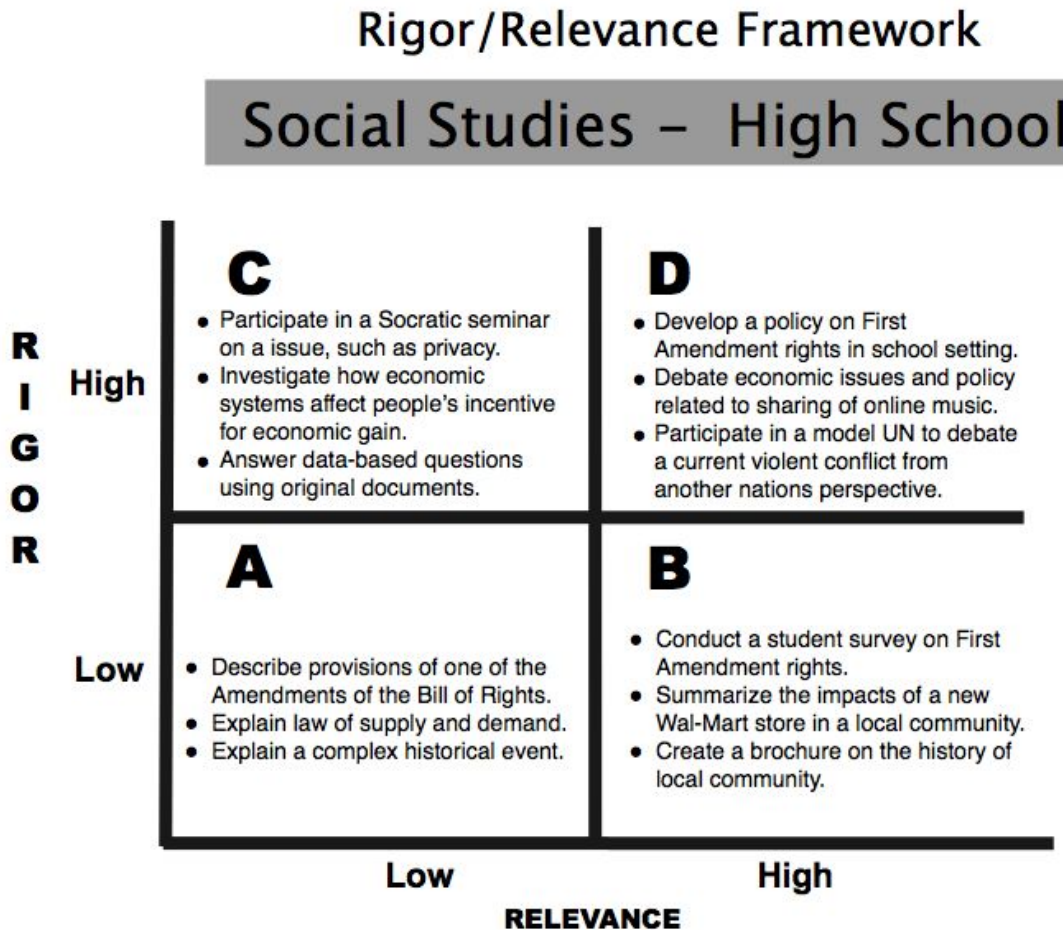 Rigor/Relevance Framework
Social Studies – High School
RIGOR
High
C
● Participate in a Socratic seminar
on a issue, such as privacy.
● Investigate how economic
systems affect people's incentive
for economic gain.
● Answer data-based questions
using original documents.
D
● Develop a policy on First
Amendment rights in school setting.
● Debate economic issues and policy
related to sharing of online music.
● Participate in a model UN to debate
a current violent conflict from
another nations perspective.
Low
A
● Describe provisions of one of the
Amendments of the Bill of Rights.
● Explain law of supply and demand.
● Explain a complex historical event.
B
● Conduct a student survey on First
Amendment rights.
● Summarize the impacts of a new
Wal-Mart store in a local community.
● Create a brochure on the history of
local community.
Low
High
RELEVANCE